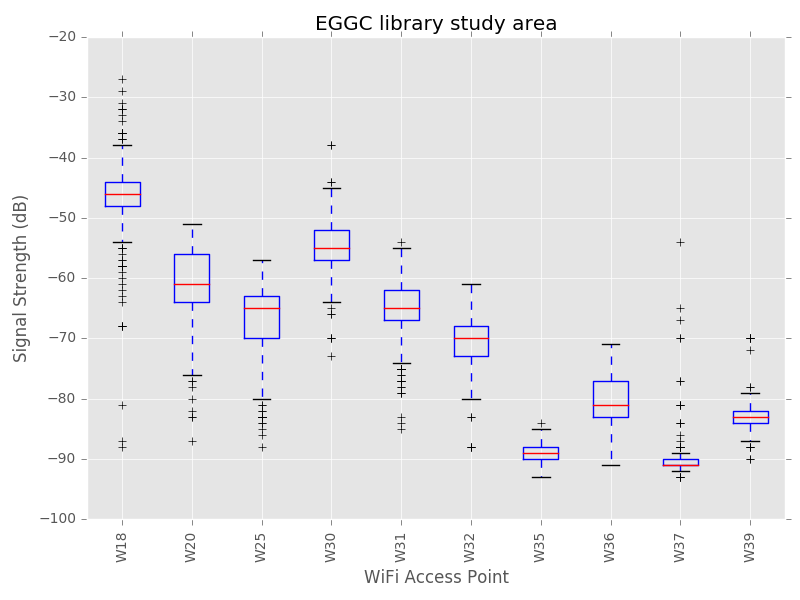 EGGC library study area
−20
−30
−40
−50
−60
−70
−80
−90
−100
Signal Strength (dB)
W18 W20 W25 W30 W31 W32 W35 W36 W37 W39
WiFi Access Point